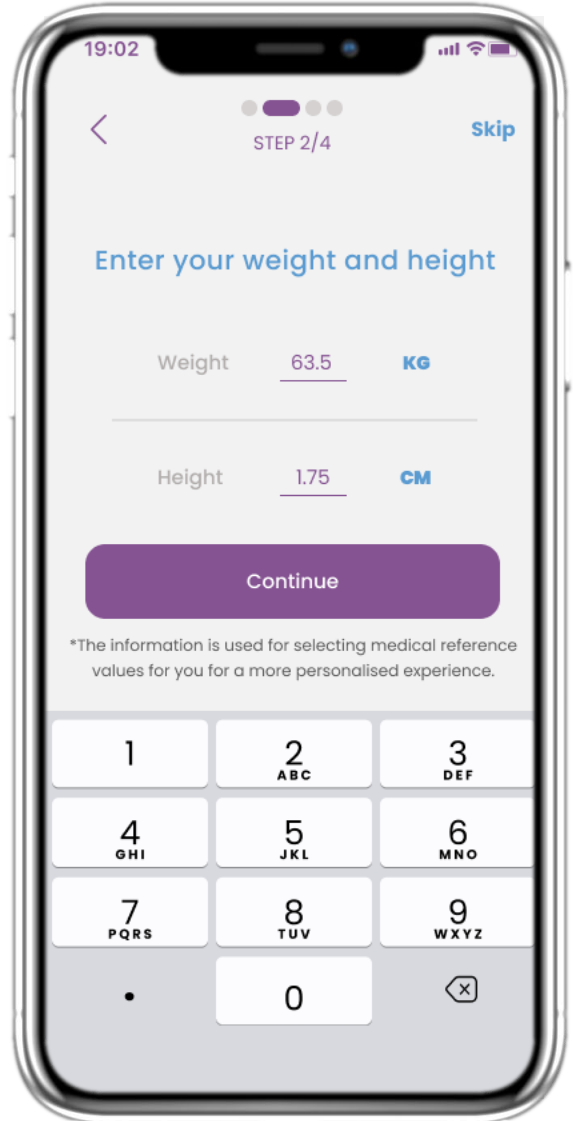 19:02
STEP 2/4
Skip
Enter your weight and height
Weight 63.5 KG
Height 1.75 CM
Continue
*The information is used for selecting medical reference
values for you for a more personalised experience.
1 2 3
ABC DEF
4 5 6
GHI JKL MNO
7 8 9
PQRS TUV WXYZ
. 0